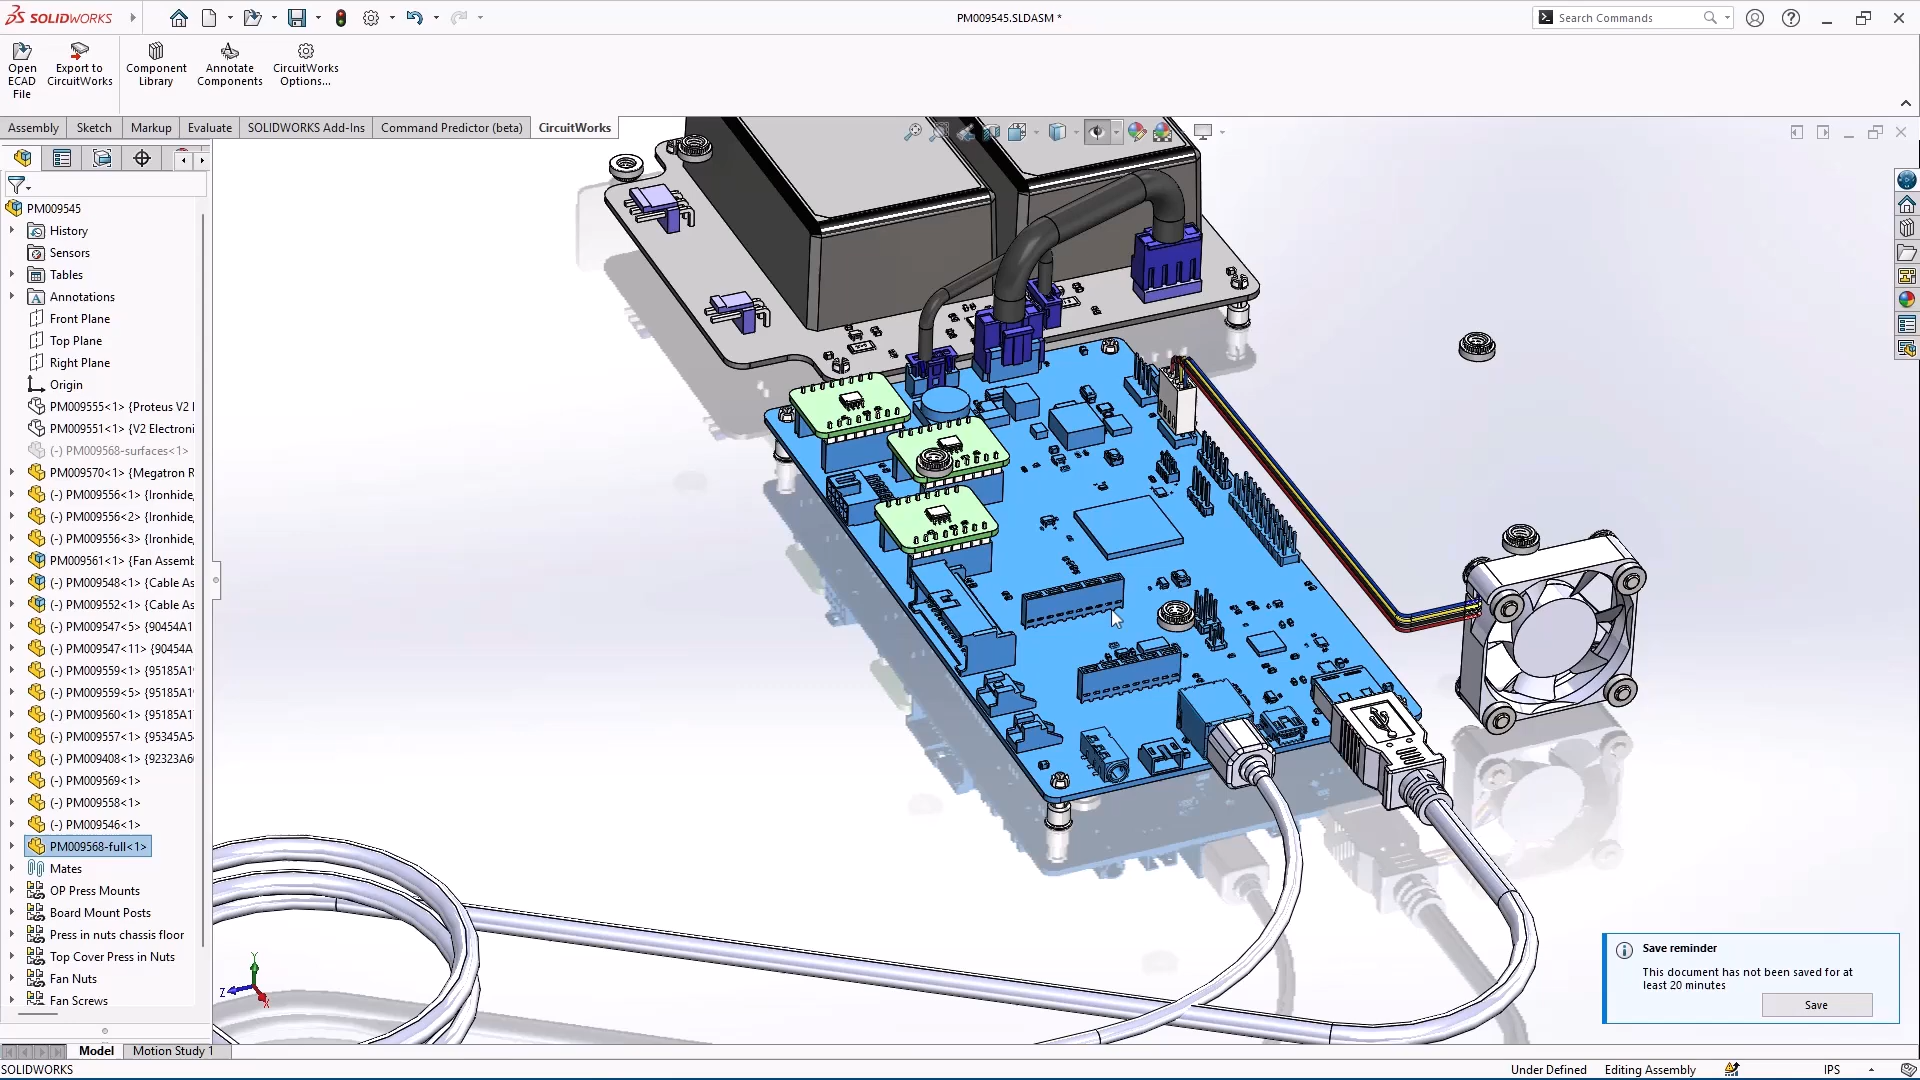 SOLIDWORKS
PM009545.SLDASM *
Search Commands
Open ECAD File
Export to CircuitWorks
Component Library
Annotate Components
CircuitWorks Options...
Assembly
Sketch
Markup
Evaluate
SOLIDWORKS Add-Ins
Command Predictor (beta)
CircuitWorks
PM009545
History
Sensors
Tables
Annotations
Front Plane
Top Plane
Right Plane
Origin
PM009555<1> {Proteus V2 I
PM009551<1> {V2 Electroni
(-) PM009568-surfaces<1>
PM009570<1> {Megatron R
(-) PM009556<1> {Ironhide,
(-) PM009556<2> {Ironhide,
(-) PM009556<3> {Ironhide,
PM009561<1> {Fan Assemb
(-) PM009548<1> {Cable As
(-) PM009552<1> {Cable As
(-) PM009547<5> {90454A1
(-) PM009547<11> {90454A
(-) PM009559<1> {95185A1
(-) PM009559<5> {95185A1
(-) PM009560<1> {95185A1
(-) PM009557<1> {95345A5
(-) PM009408<1> {92323A6
(-) PM009569<1>
(-) PM009558<1>
(-) PM009546<1>
PM009568-full<1>
Mates
OP Press Mounts
Board Mount Posts
Press in nuts chassis floor
Top Cover Press in Nuts
Fan Nuts
Fan Screws
Y
Z
X
Save reminder
This document has not been saved for at
least 20 minutes
Save
Model
Motion Study 1
SOLIDWORKS
Under Defined
Editing Assembly
IPS